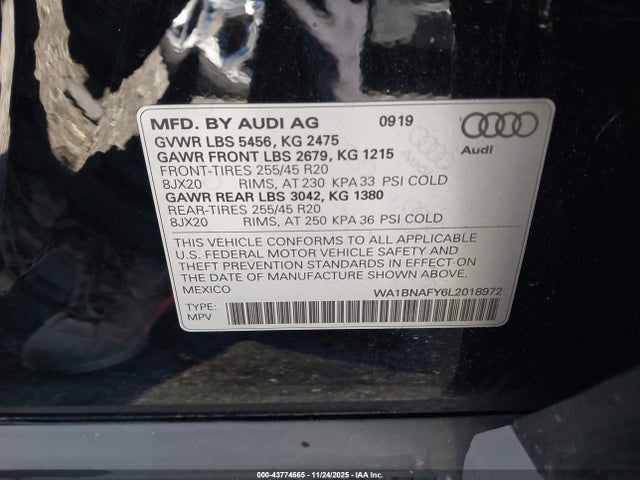 MFD. BY AUDI AG 0919
GVWR LBS 5456, KG 2475
GAWR FRONT LBS 2679, KG 1215
FRONT-TIRES 255/45 R20
8JX20 RIMS, AT 230 KPA 33 PSI COLD
GAWR REAR LBS 3042, KG 1380
REAR-TIRES 255/45 R20
8JX20 RIMS, AT 250 KPA 36 PSI COLD
Audi
THIS VEHICLE CONFORMS TO ALL APPLICABLE
U.S. FEDERAL MOTOR VEHICLE SAFETY AND
THEFT PREVENTION STANDARDS IN EFFECT ON
THE DATE OF MANUFACTURE SHOWN ABOVE.
MEXICO WA1BNAFY6L2018972
TYPE:
MPV
000-43774665 - 11/24/2025 - IAAI.COM